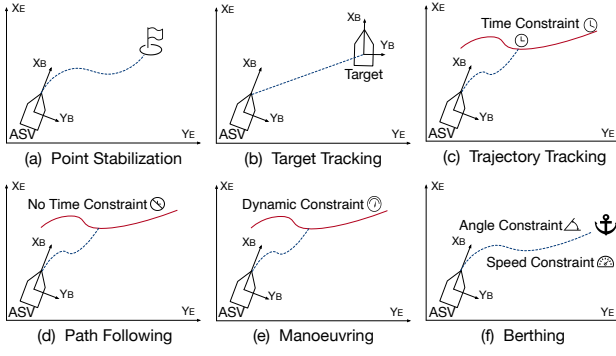 XE
XB
YB
ASV
YE
(a) Point Stabilization
XE
XB
YB
Target
XB
YB
ASV
YE
(b) Target Tracking
XE
Time Constraint
XB
YB
ASV
YE
(c) Trajectory Tracking
XE
No Time Constraint
XB
YB
ASV
YE
(d) Path Following
XE
Dynamic Constraint
XB
YB
ASV
YE
(e) Manoeuvring
XE
Angle Constraint
XB
Speed Constraint
YB
ASV
YE
(f) Berthing